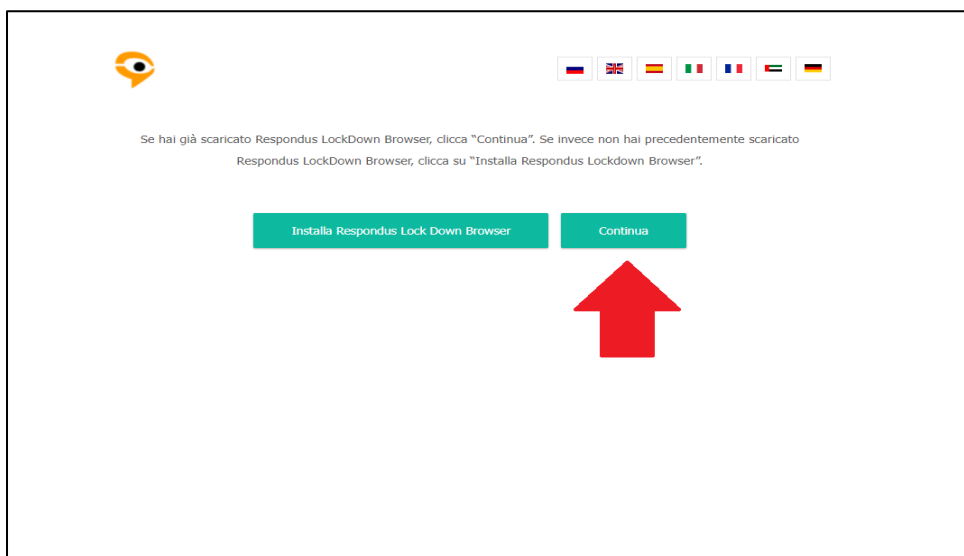 Se hai già scaricato Respondus LockDown Browser, clicca “Continua”. Se invece non hai precedentemente scaricato
Respondus LockDown Browser, clicca su “Installa Respondus Lockdown Browser”.
Installa Respondus Lock Down Browser
Continua